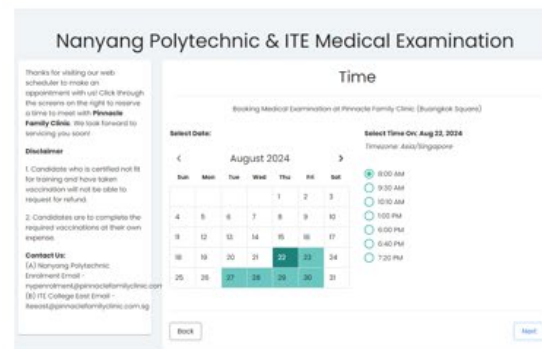 Nanyang Polytechnic & ITE Medical Examination
Thanks for visiting our web
scheduler to make an
appointment with us! Click through
the screens on the right to reserve
a time to meet with Pinnacle
Family Clinic. We look forward to
servicing you soon!
Disclaimer
1. Candidate who is certified not fit
for training and have taken
vaccination will not be able to
request for refund.
2. Candidates are to complete the
required vaccinations at their own
expense.
Contact Us:
(A) Nanyang Polytechnic
Enrolment Email -
nypenrolment@pinnaclefamilyclinic.com
(B) ITE College East Email -
iteeast@pinnaclefamilyclinic.com.sg
Time
Booking Medical Examination at Pinnacle Family Clinic (Buangkok Square)
Select Date:
< August 2024 >
Sun Mon Tue Wed Thu Fri Sat
1 2 3
4 5 6 7 8 9 10
11 12 13 14 15 16 17
18 19 20 21 22 23 24
25 26 27 28 29 30 31
Select Time On: Aug 22, 2024
Timezone: Asia/Singapore
9:30 AM
10:10 AM
1:00 PM
6:00 PM
6:40 PM
7:20 PM
Back
Next